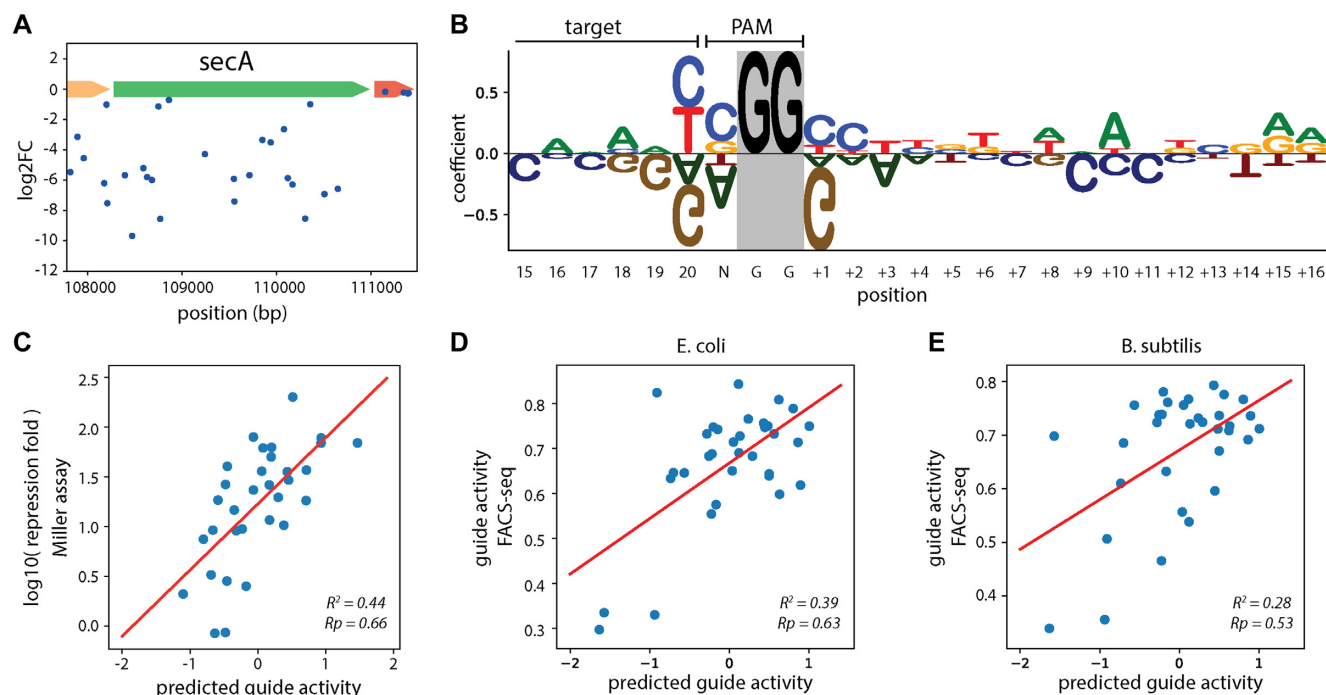 A
secA
2
0
-2
-4
-6
-8
-10
-12
log2FC
108000 109000 110000 111000
position (bp)
B
target PAM
0.5
0.0
−0.5
coefficient
15 16 17 18 19 20 N G G +1 +2 +3 +4 +5 +6 +7 +8 +9 +10 +11 +12 +13 +14 +15 +16
position
C
2.5
2.0
1.5
1.0
0.5
0.0
log10( repression fold )
Miller assay
R² = 0.44
Rp = 0.66
-2 -1 0 1 2
predicted guide activity
D
E. coli
0.8
0.7
0.6
0.5
0.4
0.3
guide activity
FACS-seq
R² = 0.39
Rp = 0.63
−2 −1 0 1
predicted guide activity
E
B. subtilis
0.8
0.7
0.6
0.5
0.4
guide activity
FACS-seq
R² = 0.28
Rp = 0.53
−2 −1 0 1
predicted guide activity